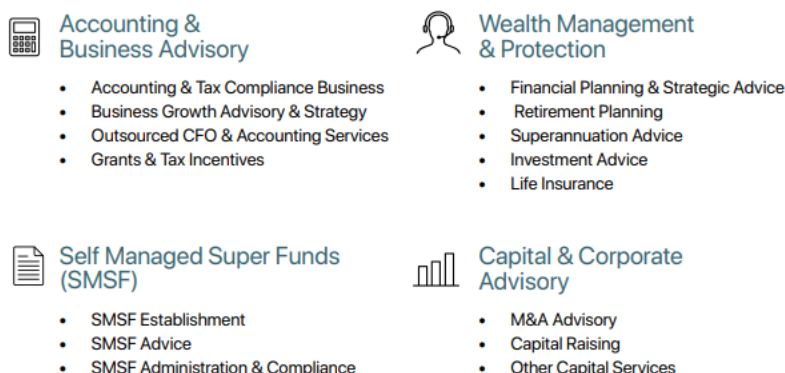 Accounting &
Business Advisory
• Accounting & Tax Compliance Business
• Business Growth Advisory & Strategy
• Outsourced CFO & Accounting Services
• Grants & Tax Incentives
Wealth Management
& Protection
• Financial Planning & Strategic Advice
• Retirement Planning
• Superannuation Advice
• Investment Advice
• Life Insurance
Self Managed Super Funds
(SMSF)
• SMSF Establishment
• SMSF Advice
• SMSF Administration & Compliance
Capital & Corporate
Advisory
• M&A Advisory
• Capital Raising
• Other Capital Services